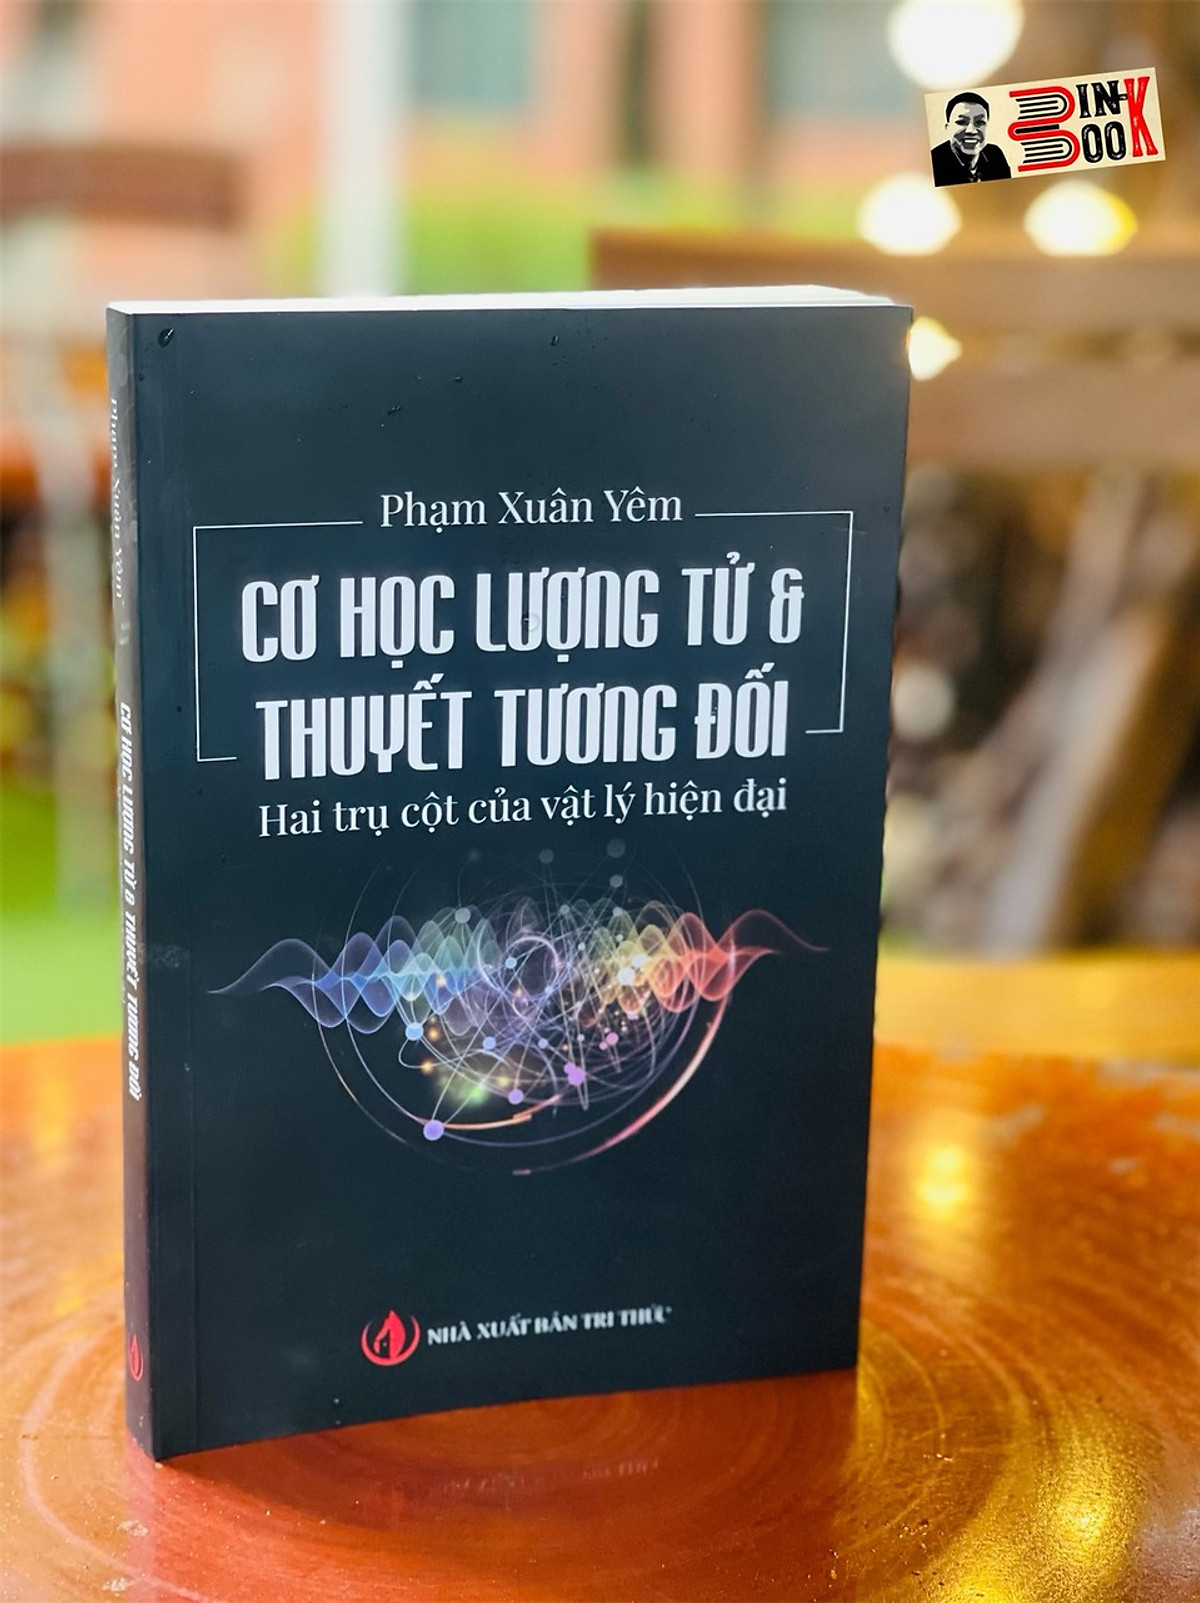 BIN-K
BOOK
Phạm Xuân Yêm
CƠ HỌC LƯỢNG TỬ &
THUYẾT TƯƠNG ĐỐI
Hai trụ cột của vật lý hiện đại
NHÀ XUẤT BẢN TRI THỨC
Phạm Xuân Yêm
CƠ HỌC LƯỢNG TỬ & THUYẾT TƯƠNG ĐỐI